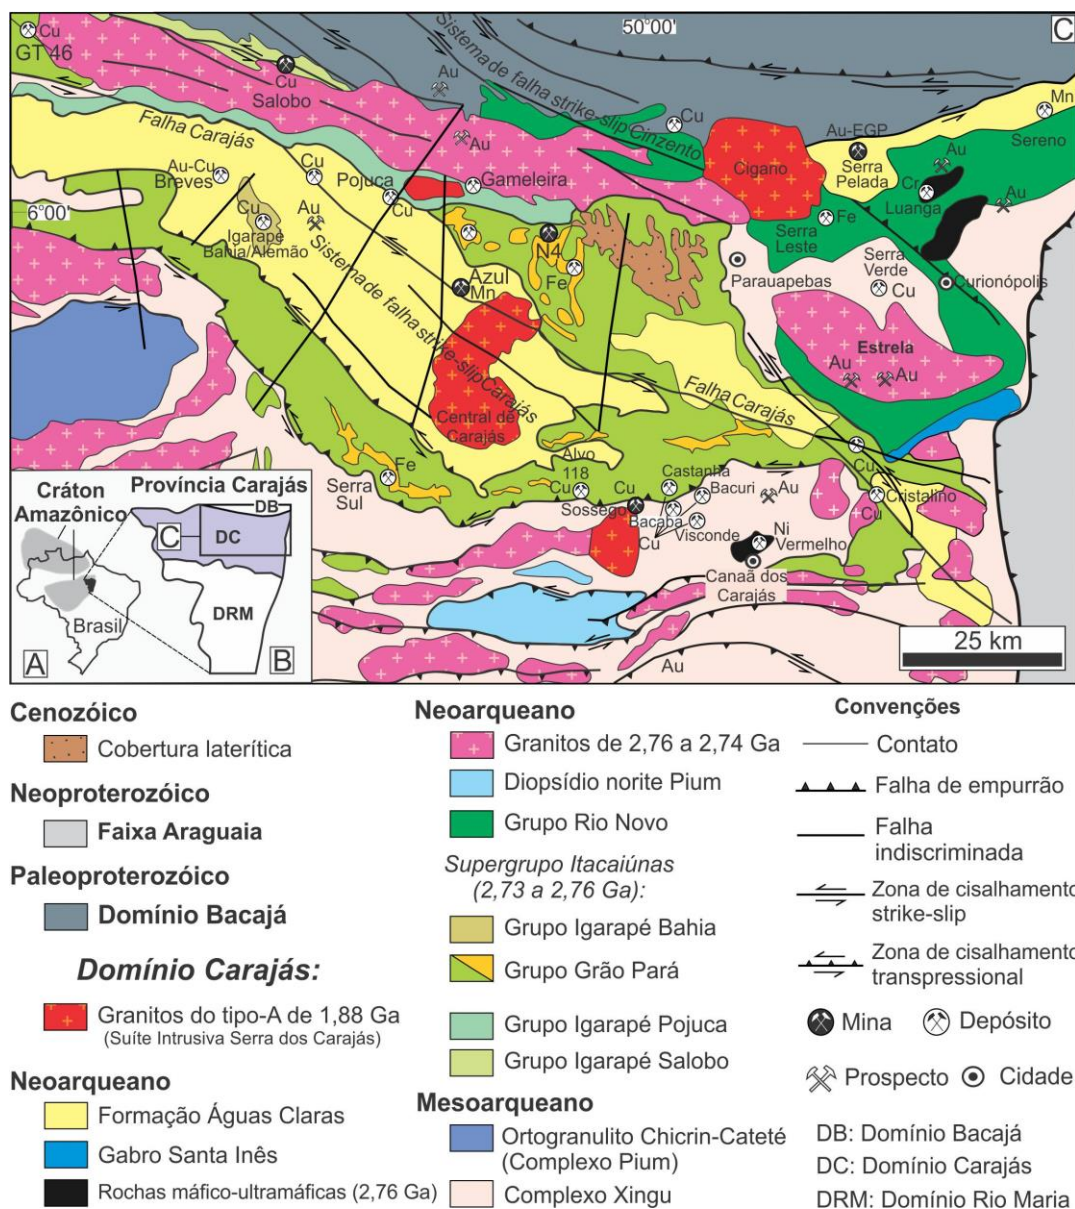 50°00'
C
Cu
GT 46
Cu
Salobo
Au
Sistema de falha strike-slip Cinzento
Cu
Mn
Sereno
Au-EGP
Serra
Pelada
Cigano
Au
Cr
Luanga
Au
Falha Carajás
Au-Cu
Breves
Cu
Pojuca
Cu
Gameleira
Au
6°00'
Cu
Igarapé
Bahia/Alemão
Au
N4
Fe
Azul
Mn
Fe
Serra
Leste
Parauapebas
Serra
Verde
Cu
Curionópolis
Sistema de falha strike-slip Carajás
Estrela
Au
Au
Central de
Carajás
Falha Carajás
Fe
Serra
Sul
Alvo
118
Cu
Sossego
Cu
Castanha
Bacuri
Bacaba
Visconde
Cu
Au
Cu
Cristalino
Cu
Ni
Vermelho
Canaã dos
Carajás
Au
25 km
Cráton
Amazônico
Brasil
A
Província Carajás
DB
C
DC
DRM
B
Cenozóico
Cobertura laterítica
Neoproterozóico
Faixa Araguaia
Paleoproterozóico
Domínio Bacajá
Domínio Carajás:
Granitos do tipo-A de 1,88 Ga
(Suíte Intrusiva Serra dos Carajás)
Neoarqueano
Formação Águas Claras
Gabro Santa Inês
Rochas máfico-ultramáficas (2,76 Ga)
Neoarqueano
Granitos de 2,76 a 2,74 Ga
Diopsídio norite Pium
Grupo Rio Novo
Supergrupo Itacaiúnas
(2,73 a 2,76 Ga):
Grupo Igarapé Bahia
Grupo Grão Pará
Grupo Igarapé Pojuca
Grupo Igarapé Salobo
Mesoarqueano
Ortogranulito Chicrin-Cateté
(Complexo Pium)
Complexo Xingu
Convenções
Contato
Falha de empurrão
Falha
indiscriminada
Zona de cisalhamento
strike-slip
Zona de cisalhamento
transpressional
Mina
Depósito
Prospecto
Cidade
DB: Domínio Bacajá
DC: Domínio Carajás
DRM: Domínio Rio Maria